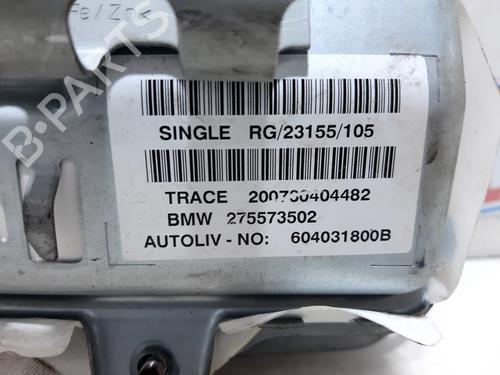 Fe/Zn<
SINGLE RG/23155/105
TRACE 200730404482
BMW 275573502
AUTOLIV - NO: 604031800B
B-PARTS